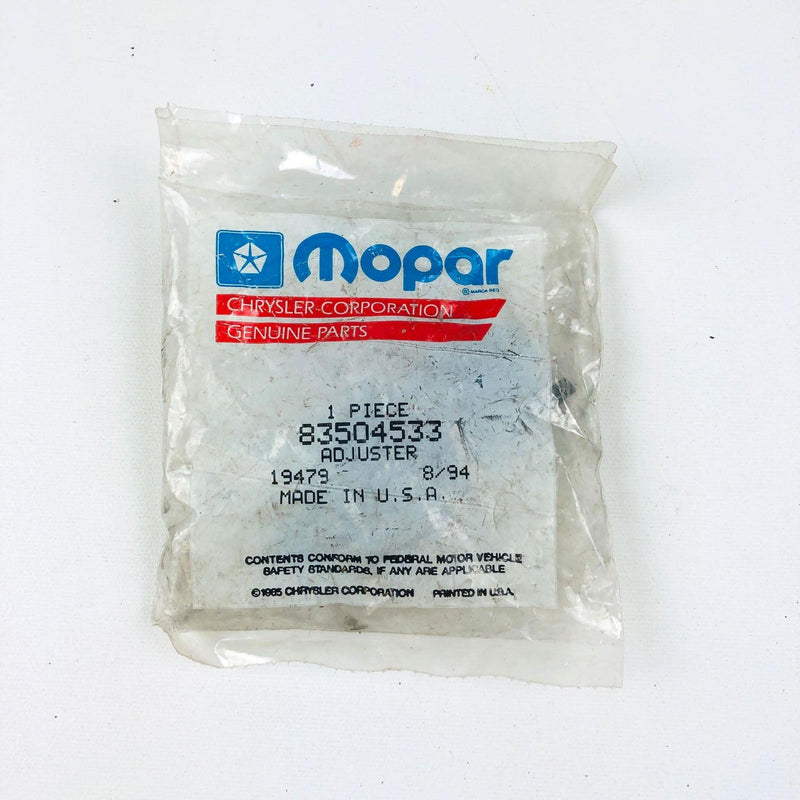 mopar
® MARCA REG
CHRYSLER CORPORATION
GENUINE PARTS
1 PIECE
83504533
ADJUSTER
19479 8/94
MADE IN U.S.A.
CONTENTS CONFORM TO FEDERAL MOTOR VEHICLE
SAFETY STANDARDS, IF ANY ARE APPLICABLE
©1985 CHRYSLER CORPORATION PRINTED IN U.S.A.